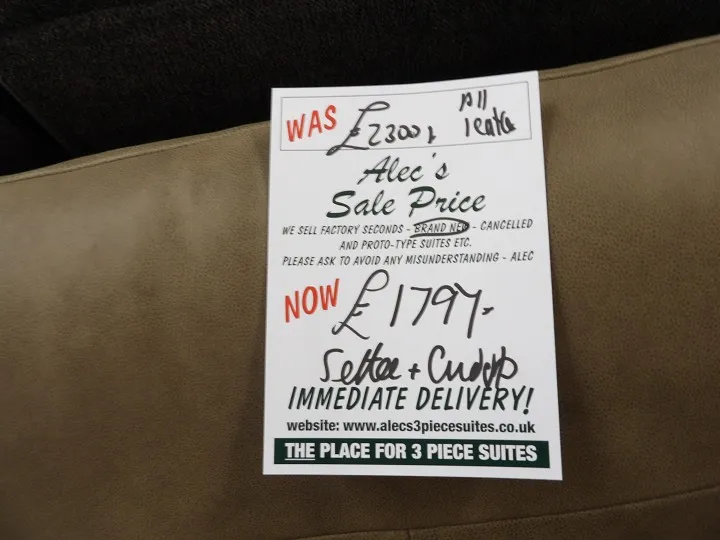 WAS £2300 All
Alec's
Sale Price
WE SELL FACTORY SECONDS - BRAND NEW - CANCELLED
AND PROTO-TYPE SUITES ETC.
PLEASE ASK TO AVOID ANY MISUNDERSTANDING - ALEC
NOW £1797
Settee +
IMMEDIATE DELIVERY!
website: www.alecs3piecesuites.co.uk
THE PLACE FOR 3 PIECE SUITES